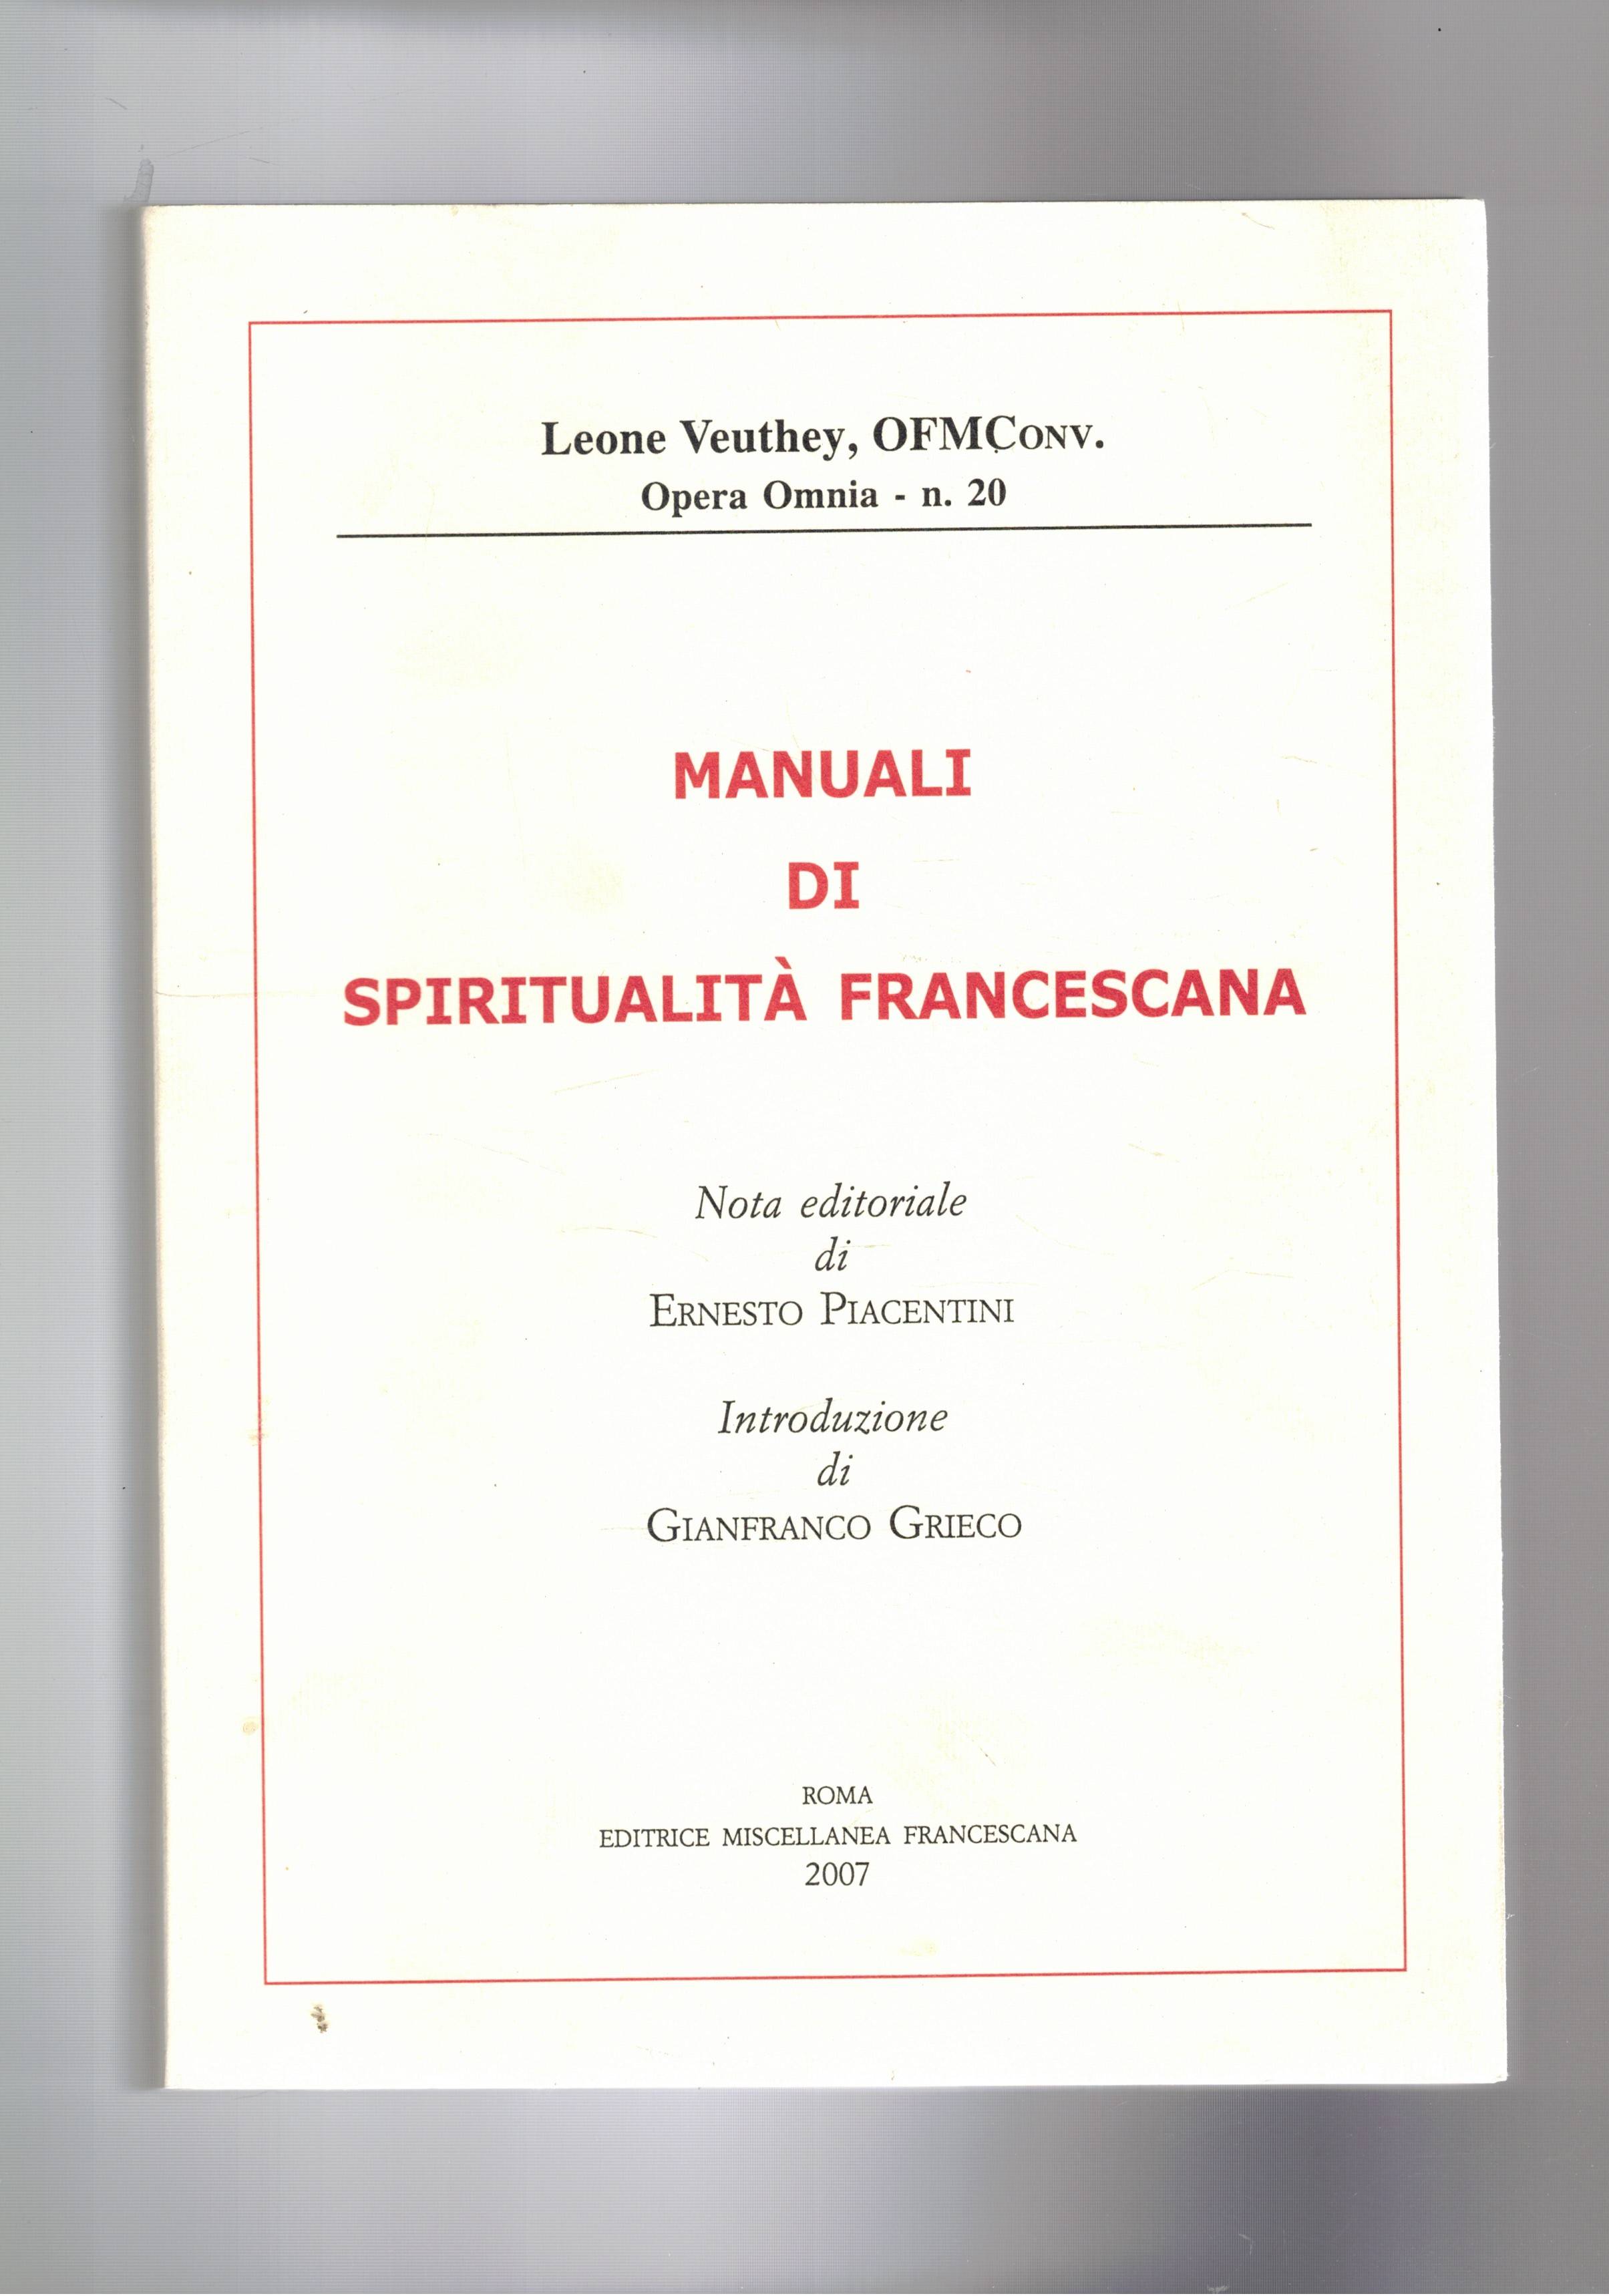 Leone Veuthey, OFMConv.
Opera Omnia - n. 20
MANUALI
DI
SPIRITUALITÀ FRANCESCANA
Nota editoriale
di
Ernesto Piacentini
Introduzione
di
Gianfranco Grieco
ROMA
EDITRICE MISCELLANEA FRANCESCANA
2007